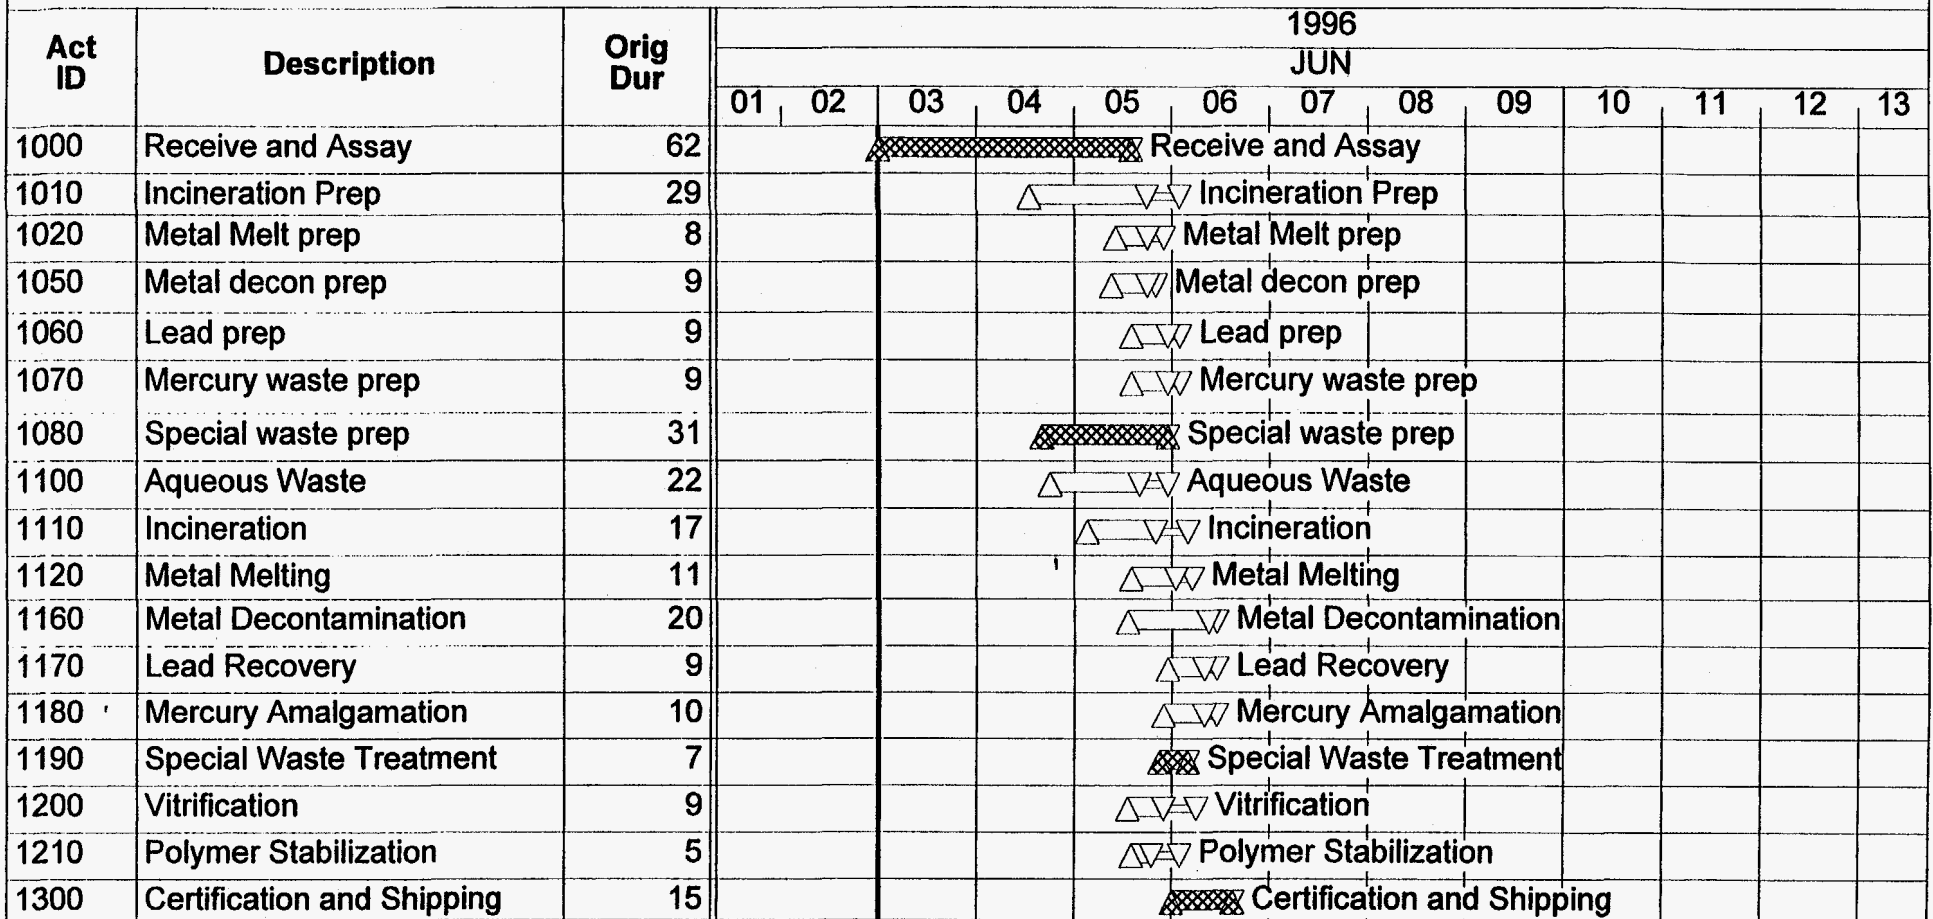 1996
JUN
Act ID Description Orig Dur
01 02 03 04 05 06 07 08 09 10 11 12 13
1000 Receive and Assay 62 Receive and Assay
1010 Incineration Prep 29 Incineration Prep
1020 Metal Melt prep 8 Metal Melt prep
1050 Metal decon prep 9 Metal decon prep
1060 Lead prep 9 Lead prep
1070 Mercury waste prep 9 Mercury waste prep
1080 Special waste prep 31 Special waste prep
1100 Aqueous Waste 22 Aqueous Waste
1110 Incineration 17 Incineration
1120 Metal Melting 11 Metal Melting
1160 Metal Decontamination 20 Metal Decontamination
1170 Lead Recovery 9 Lead Recovery
1180 Mercury Amalgamation 10 Mercury Amalgamation
1190 Special Waste Treatment 7 Special Waste Treatment
1200 Vitrification 9 Vitrification
1210 Polymer Stabilization 5 Polymer Stabilization
1300 Certification and Shipping 15 Certification and Shipping